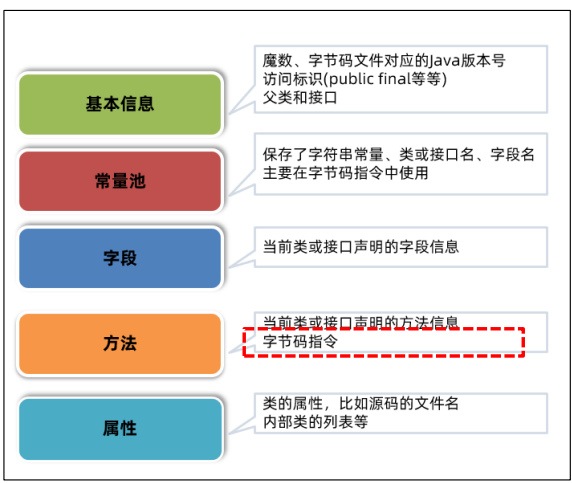 基本信息
魔数、字节码文件对应的Java版本号
访问标识(public final等等)
父类和接口
常量池
保存了字符串常量、类或接口名、字段名
主要在字节码指令中使用
字段
当前类或接口声明的字段信息
方法
当前类或接口声明的方法信息
字节码指令
属性
类的属性，比如源码的文件名
内部类的列表等